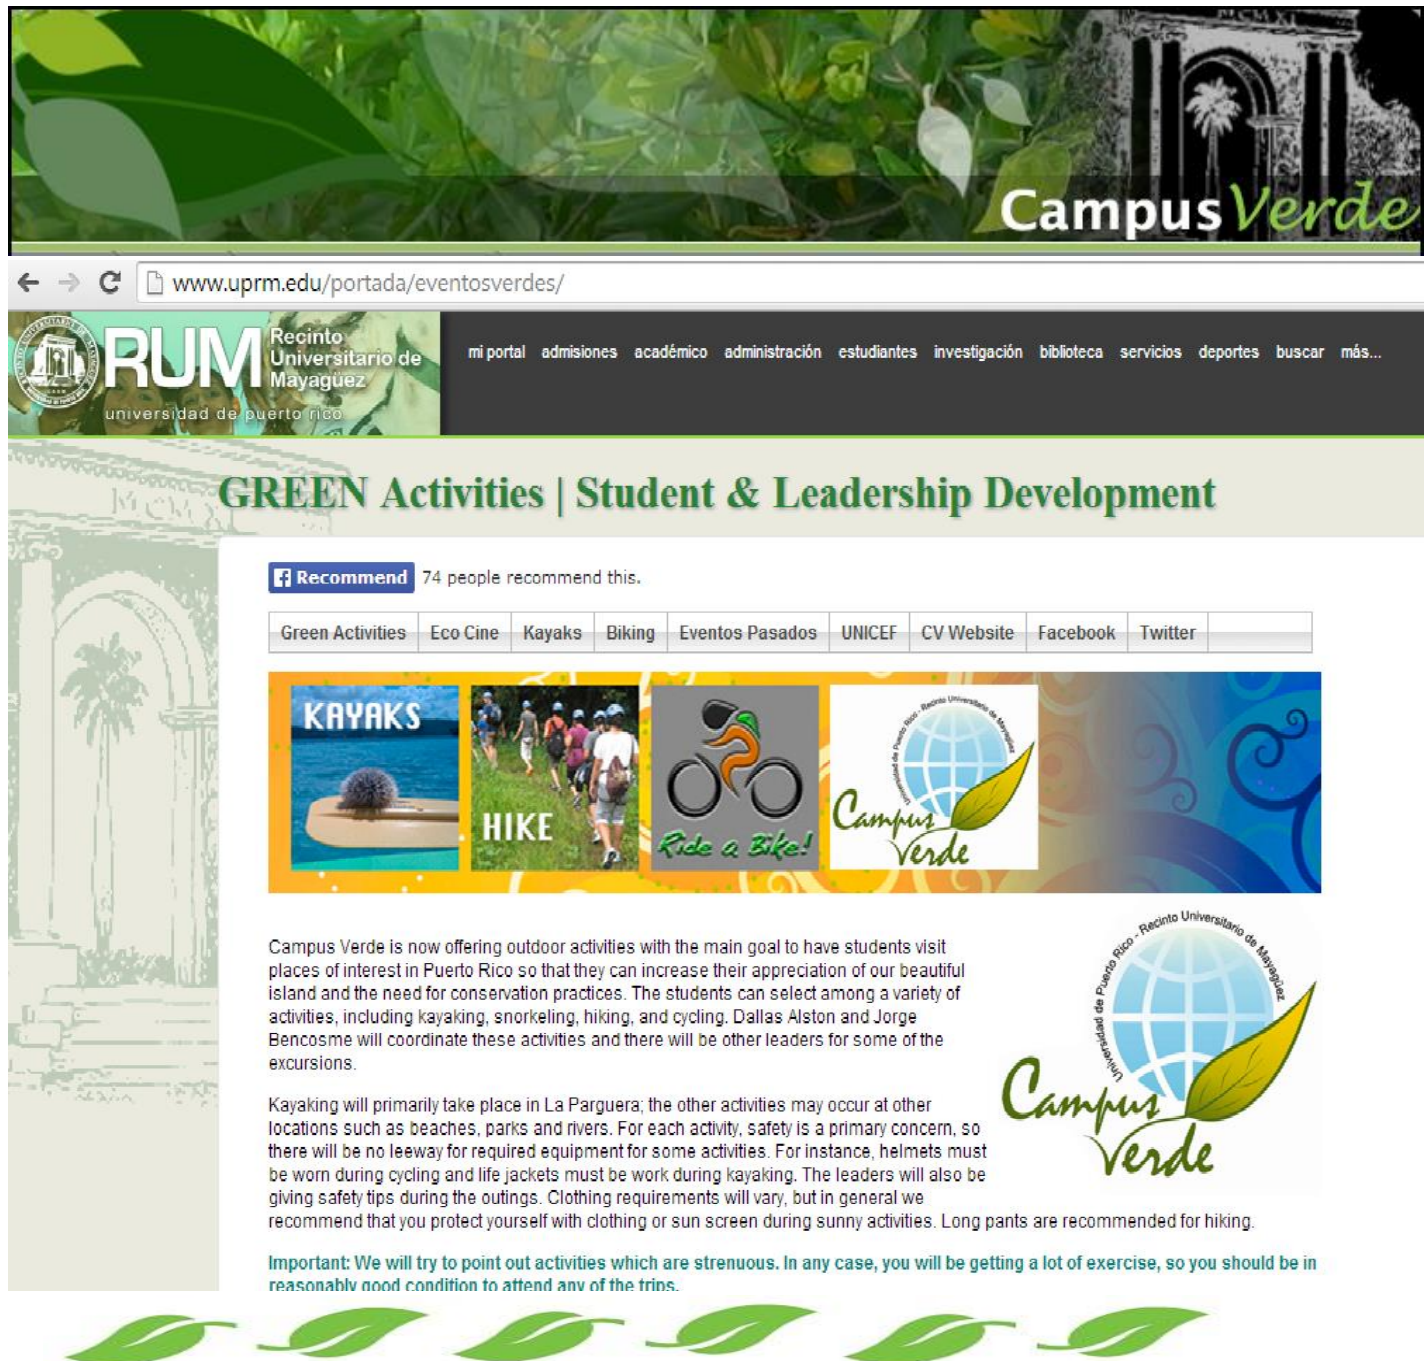 MCMXI
CampusVerde
www.uprm.edu/portada/eventosverdes/
RUM
Recinto
Universitario de
Mayagüez
universidad de puerto rico
mi portal admisiones académico administración estudiantes investigación biblioteca servicios deportes buscar más...
GREEN Activities | Student & Leadership Development
Recommend 74 people recommend this.
Green Activities Eco Cine Kayaks Biking Eventos Pasados UNICEF CV Website Facebook Twitter
KAYAKS
HIKE
Ride a Bike!
Universidad de Puerto Rico - Recinto Universitario de Mayagüez
Campus
Verde
Campus Verde is now offering outdoor activities with the main goal to have students visit
places of interest in Puerto Rico so that they can increase their appreciation of our beautiful
island and the need for conservation practices. The students can select among a variety of
activities, including kayaking, snorkeling, hiking, and cycling. Dallas Alston and Jorge
Bencosme will coordinate these activities and there will be other leaders for some of the
excursions.
Universidad de Puerto Rico - Recinto Universitario de Mayagüez
Campus
Verde
Kayaking will primarily take place in La Parguera; the other activities may occur at other
locations such as beaches, parks and rivers. For each activity, safety is a primary concern, so
there will be no leeway for required equipment for some activities. For instance, helmets must
be worn during cycling and life jackets must be work during kayaking. The leaders will also be
giving safety tips during the outings. Clothing requirements will vary, but in general we
recommend that you protect yourself with clothing or sun screen during sunny activities. Long pants are recommended for hiking.
Important: We will try to point out activities which are strenuous. In any case, you will be getting a lot of exercise, so you should be in
reasonably good condition to attend any of the trips.